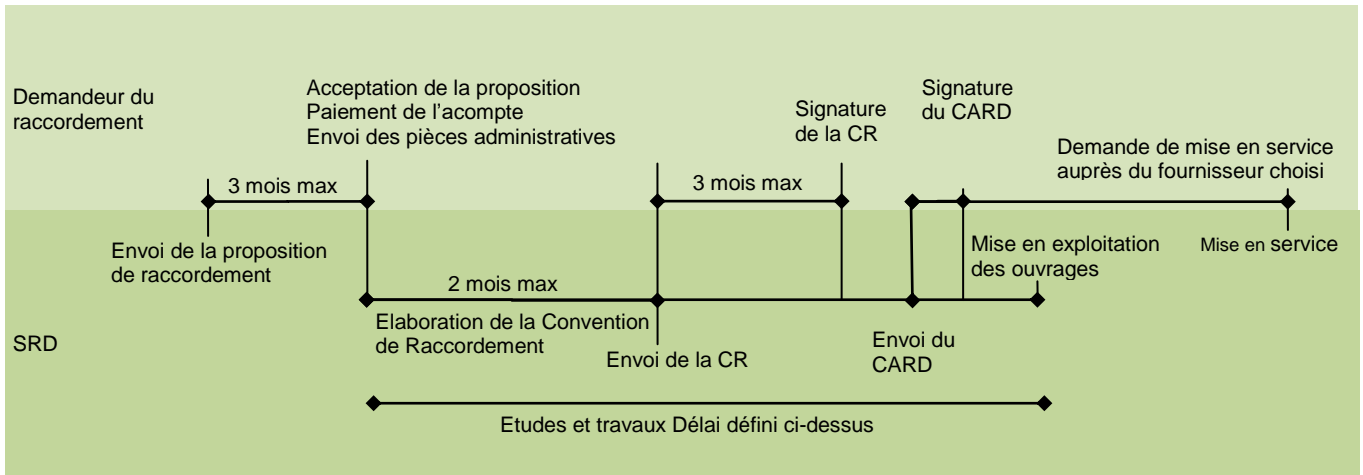 Demandeur du
raccordement
Acceptation de la proposition
Paiement de l'acompte
Envoi des pièces administratives
Signature
de la CR
Signature
du CARD
Demande de mise en service
auprès du fournisseur choisi
3 mois max
3 mois max
Envoi de la proposition
de raccordement
Mise en exploitation
des ouvrages
Mise en service
2 mois max
SRD
Elaboration de la Convention
de Raccordement
Envoi de la CR
Envoi du
CARD
Etudes et travaux Délai défini ci-dessus